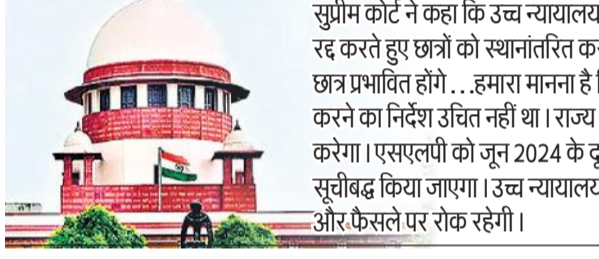 सुप्रीम कोर्ट ने कहा कि उच्च न्यायालय
रद्द करते हुए छात्रों को स्थानांतरित
छात्र प्रभावित होंगे ...हमारा मानना है
करने का निर्देश उचित नहीं था। राज्य
करेगा। एसएलपी को जून 2024 के
सूचीबद्ध किया जाएगा। उच्च न्यायालय
और फैसले पर रोक रहेगी।